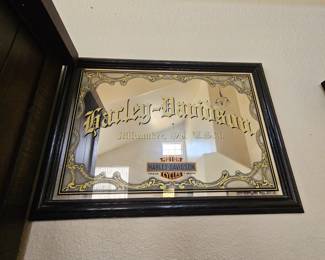 Harley-Davidson
Milwaukee, Wis. U.S.A.
MOTOR
HARLEY-DAVIDSON
CYCLES